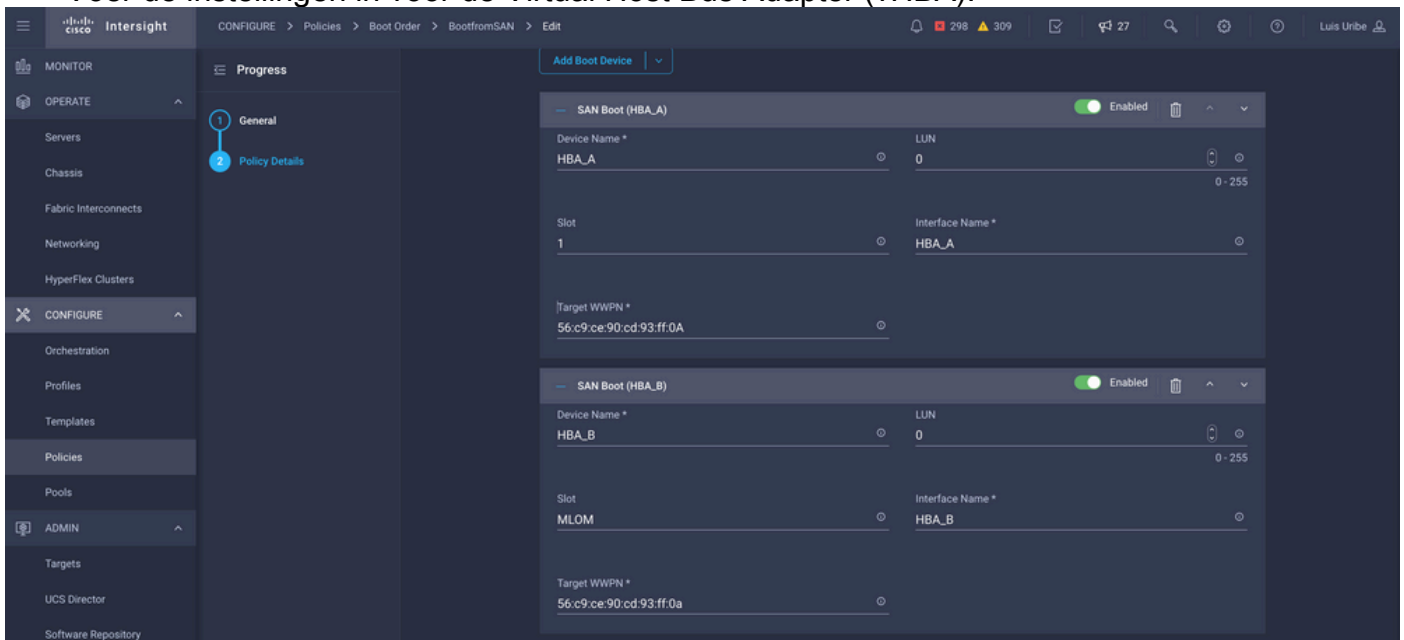 Voer de instellingen in voor de Virtual Host Bus Adapter (vHBA).
cisco Intersight
CONFIGURE > Policies > Boot Order > BootfromSAN > Edit
298 309 27 Luis Uribe
MONITOR
OPERATE
Servers
Chassis
Fabric Interconnects
Networking
HyperFlex Clusters
CONFIGURE
Orchestration
Profiles
Templates
Policies
Pools
ADMIN
Targets
UCS Director
Software Repository
Progress
1 General
2 Policy Details
Add Boot Device
SAN Boot (HBA_A) Enabled
Device Name * LUN
HBA_A 0
0 - 255
Slot Interface Name *
1 HBA_A
Target WWPN *
56:c9:ce:90:cd:93:ff:0A
SAN Boot (HBA_B) Enabled
Device Name * LUN
HBA_B 0
0 - 255
Slot Interface Name *
MLOM HBA_B
Target WWPN *
56:c9:ce:90:cd:93:ff:0a